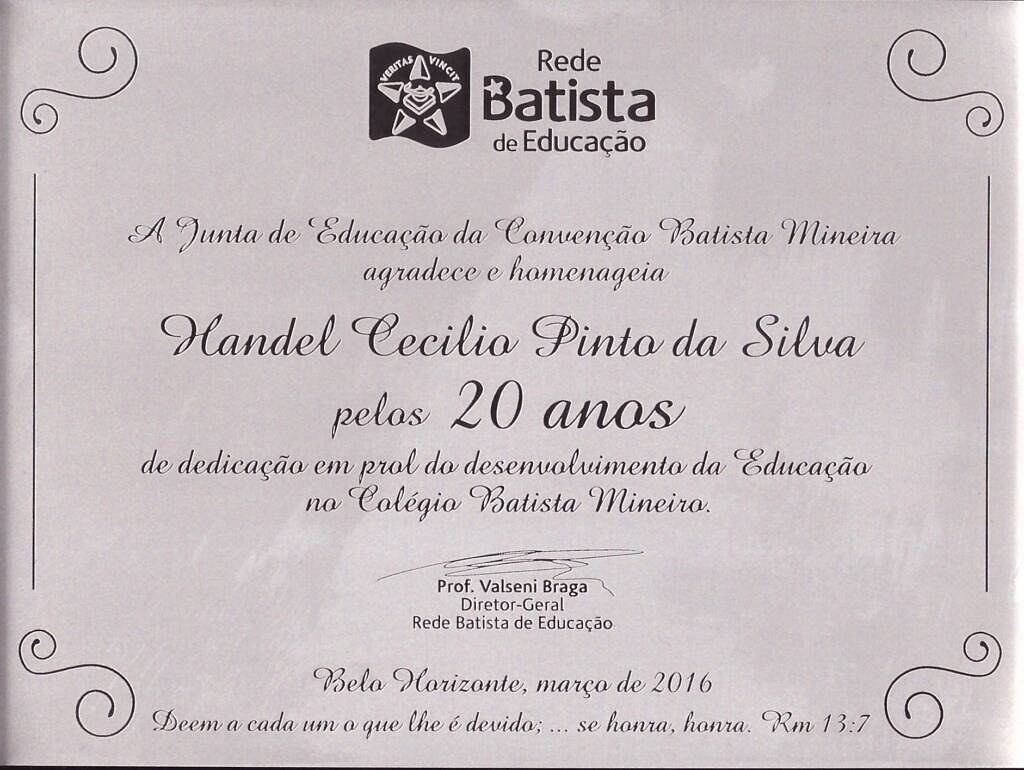 VERITAS VINCIT
Rede
Batista
de Educação
A Junta de Educação da Convenção Batista Mineira
agradece e homenageia
Handel Cecilio Pinto da Silva
pelos 20 anos
de dedicação em prol do desenvolvimento da Educação
no Colégio Batista Mineiro.
Prof. Valseni Braga
Diretor-Geral
Rede Batista de Educação
Belo Horizonte, março de 2016
Deem a cada um o que lhe é devido; ... se honra, honra. Rm 13:7